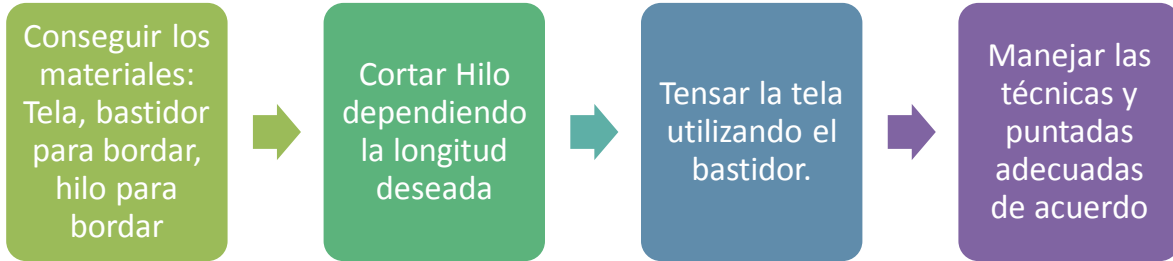 Conseguir los
materiales:
Tela, bastidor
para bordar,
hilo para
bordar
Cortar Hilo
dependiendo
la longitud
deseada
Tensar la tela
utilizando el
bastidor.
Manejar las
técnicas y
puntadas
adecuadas
de acuerdo